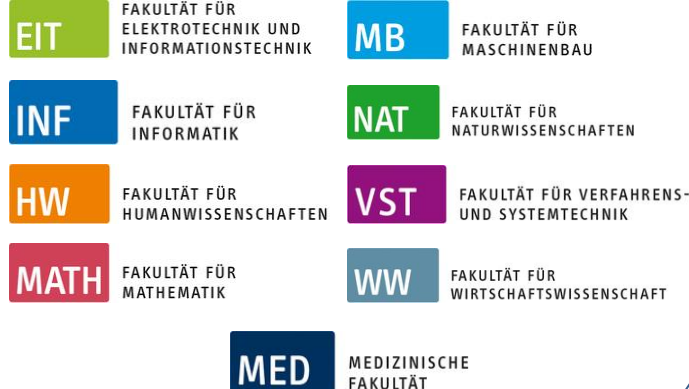 EIT
FAKULTÄT FÜR
ELEKTROTECHNIK UND
INFORMATIONSTECHNIK
MB
FAKULTÄT FÜR
MASCHINENBAU
INF
FAKULTÄT FÜR
INFORMATIK
NAT
FAKULTÄT FÜR
NATURWISSENSCHAFTEN
HW
FAKULTÄT FÜR
HUMANWISSENSCHAFTEN
VST
FAKULTÄT FÜR VERFAHRENS-
UND SYSTEMTECHNIK
MATH
FAKULTÄT FÜR
MATHEMATIK
WW
FAKULTÄT FÜR
WIRTSCHAFTSWISSENSCHAFT
MED
MEDIZINISCHE
FAKULTÄT